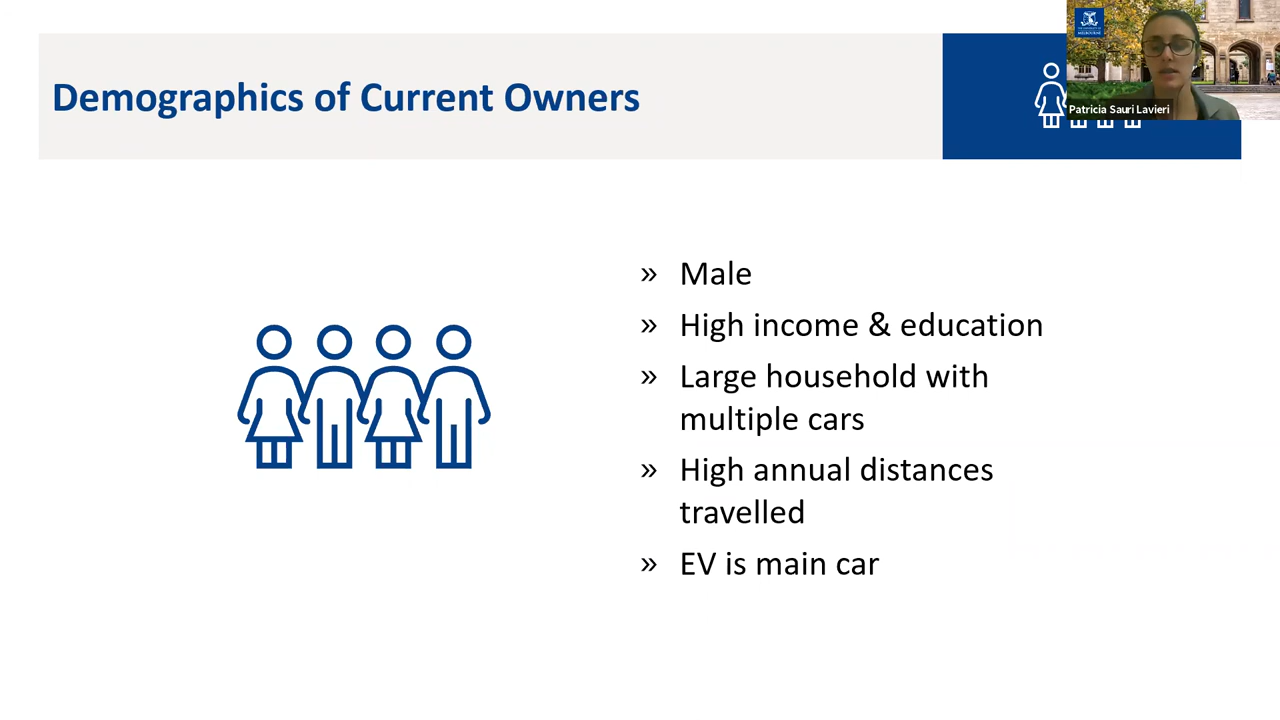 Demographics of Current Owners
MELBOURNE
Patricia Sauri Lavieri
» Male
» High income & education
» Large household with
multiple cars
» High annual distances
travelled
» EV is main car